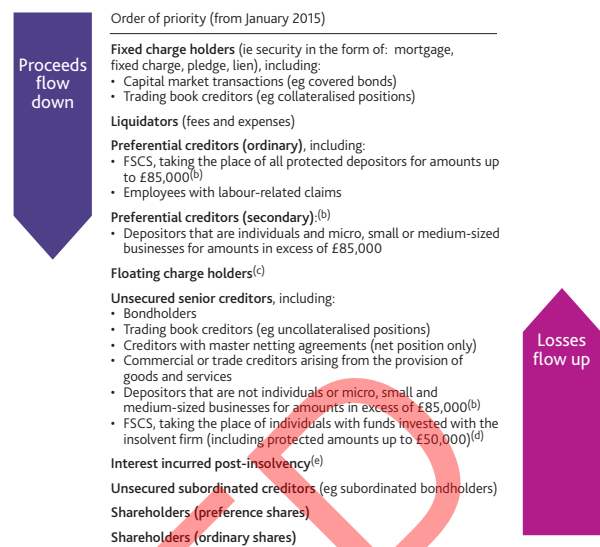 Order of priority (from January 2015)
Proceeds
flow
down
Fixed charge holders (ie security in the form of: mortgage,
fixed charge, pledge, lien), including:
• Capital market transactions (eg covered bonds)
• Trading book creditors (eg collateralised positions)
Liquidators (fees and expenses)
Preferential creditors (ordinary), including:
• FSCS, taking the place of all protected depositors for amounts up
to £85,000(b)
• Employees with labour-related claims
Preferential creditors (secondary):(b)
• Depositors that are individuals and micro, small or medium-sized
businesses for amounts in excess of £85,000
Floating charge holders(c)
Unsecured senior creditors, including:
• Bondholders
• Trading book creditors (eg uncollateralised positions)
• Creditors with master netting agreements (net position only)
• Commercial or trade creditors arising from the provision of
goods and services
• Depositors that are not individuals or micro, small and
medium-sized businesses for amounts in excess of £85,000(b)
• FSCS, taking the place of individuals with funds invested with the
insolvent firm (including protected amounts up to £50,000)(d)
Interest incurred post-insolvency(e)
Unsecured subordinated creditors (eg subordinated bondholders)
Shareholders (preference shares)
Shareholders (ordinary shares)
Losses
flow up